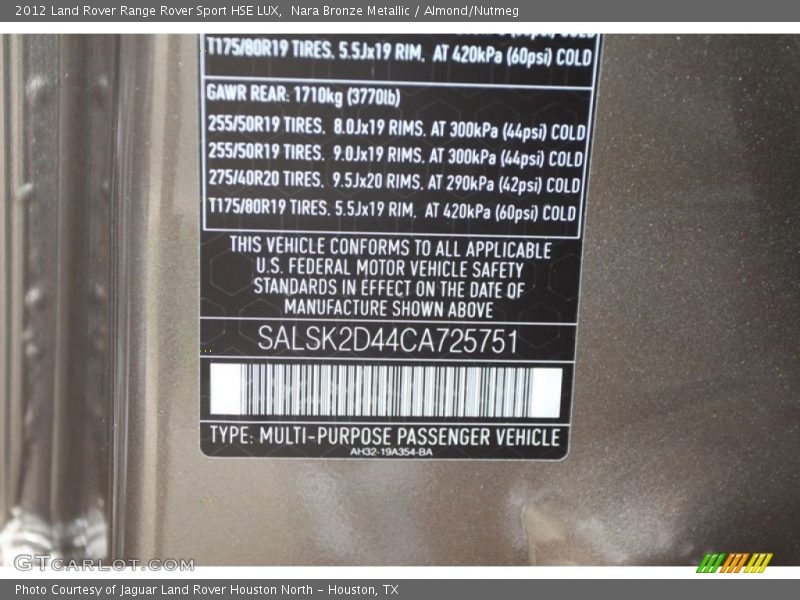 2012 Land Rover Range Rover Sport HSE LUX, Nara Bronze Metallic / Almond/Nutmeg
T175/80R19 TIRES. 5.5Jx19 RIM, AT 420kPa (60psi) COLD
GAWR REAR: 1710kg (3770lb)
255/50R19 TIRES, 8.0Jx19 RIMS, AT 300kPa (44psi) COLD
255/50R19 TIRES, 9.0Jx19 RIMS, AT 300kPa (44psi) COLD
275/40R20 TIRES, 9.5Jx20 RIMS, AT 290kPa (42psi) COLD
T175/80R19 TIRES. 5.5Jx19 RIM, AT 420kPa (60psi) COLD
THIS VEHICLE CONFORMS TO ALL APPLICABLE
U.S. FEDERAL MOTOR VEHICLE SAFETY
STANDARDS IN EFFECT ON THE DATE OF
MANUFACTURE SHOWN ABOVE
SALSK2D44CA725751
TYPE: MULTI-PURPOSE PASSENGER VEHICLE
AH32-19A354-BA
GTCARLOT.COM
Photo Courtesy of Jaguar Land Rover Houston North - Houston, TX